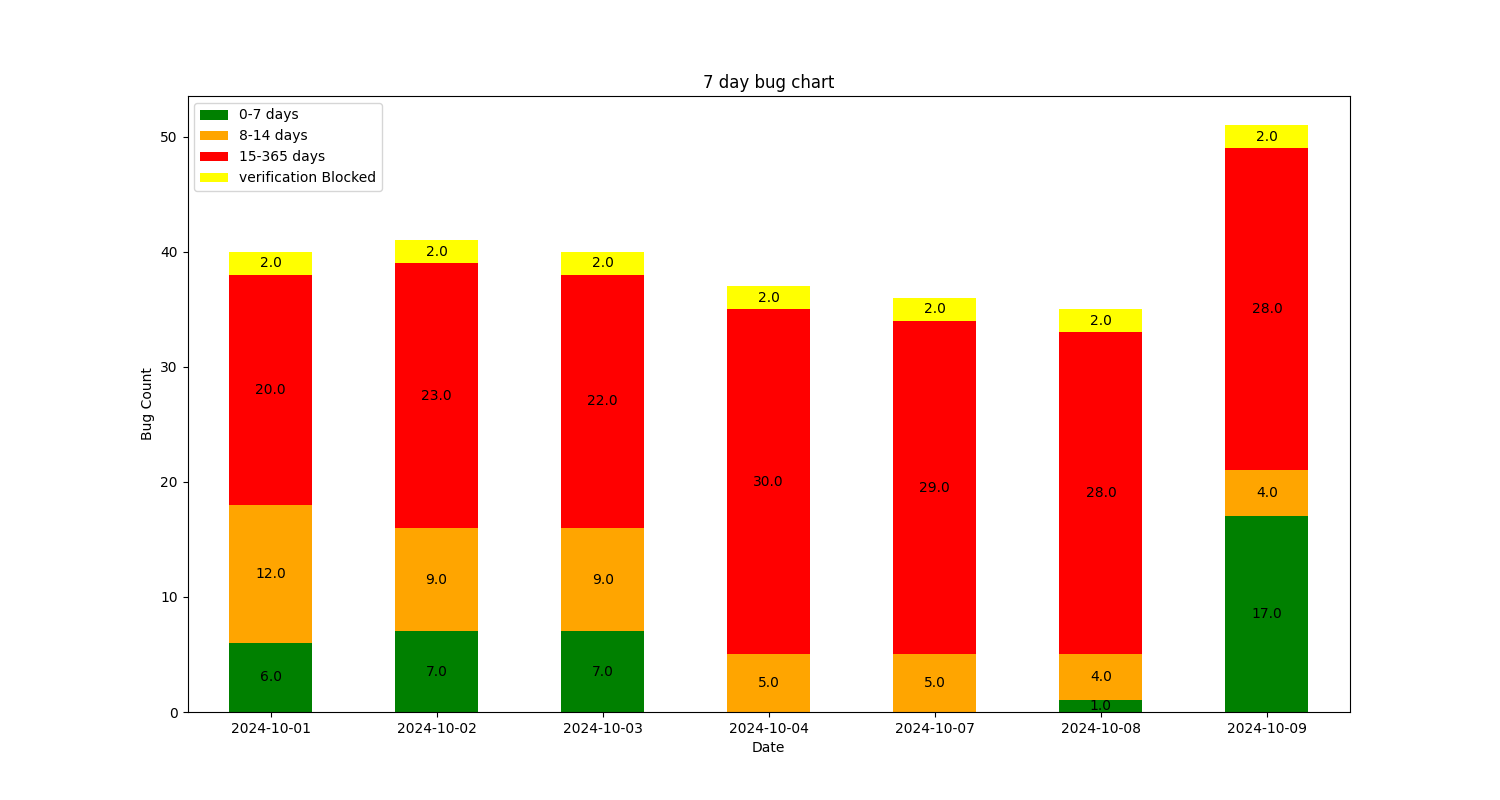 7 day bug chart
0-7 days
8-14 days
15-365 days
verification Blocked
50
40
30
20
10
0
Bug Count
2.0 2.0 2.0 2.0 2.0 2.0 2.0
20.0 23.0 22.0 30.0 29.0 28.0 28.0
12.0 9.0 9.0 5.0 5.0 4.0 4.0
6.0 7.0 7.0 1.0 17.0
2024-10-01 2024-10-02 2024-10-03 2024-10-04 2024-10-07 2024-10-08 2024-10-09
Date